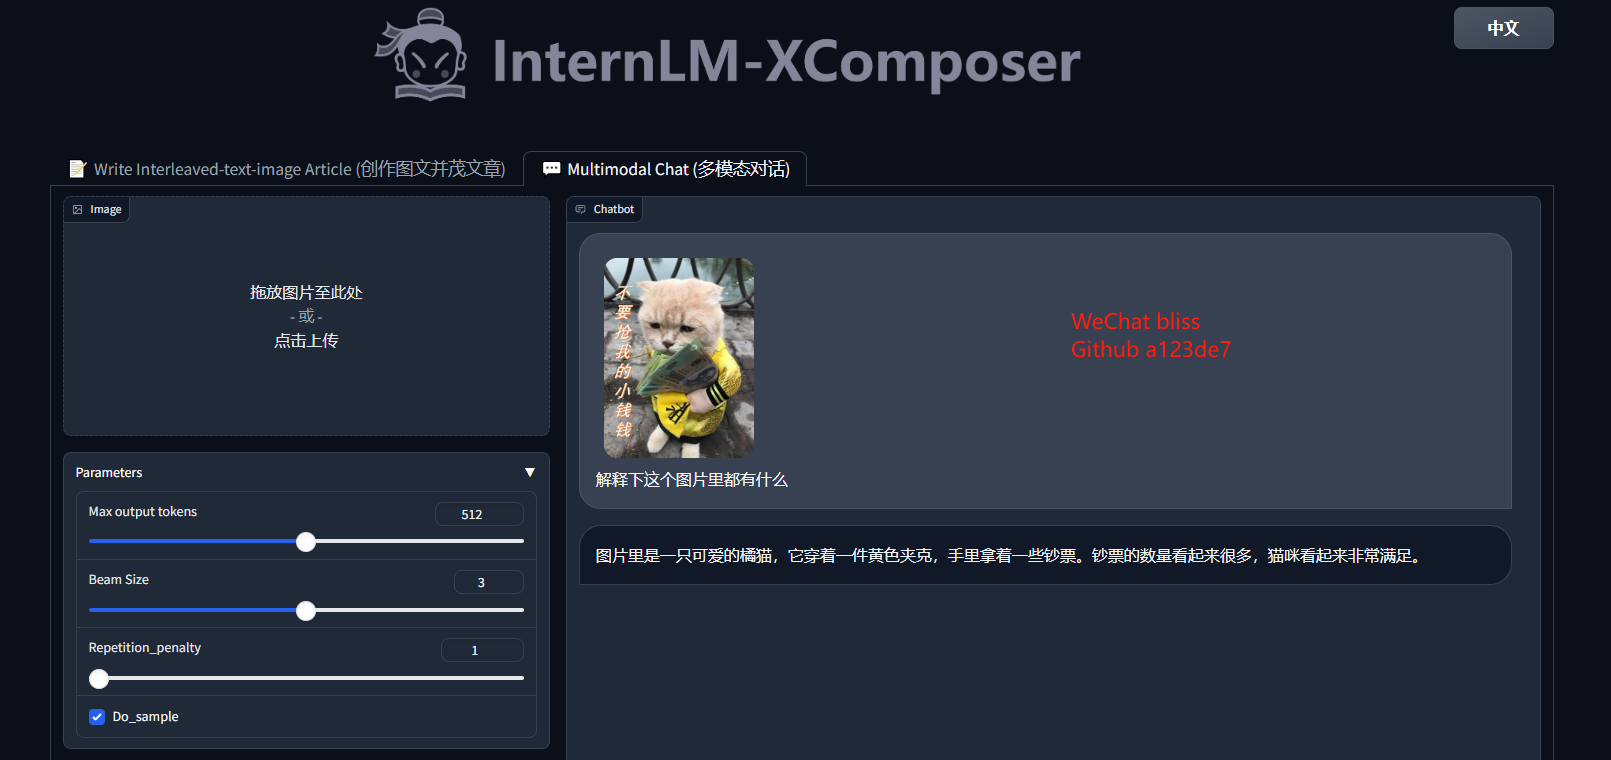 InternLM-XComposer
中文
Write Interleaved-text-image Article (创作图文并茂文章)
Multimodal Chat (多模态对话)
Image
拖放图片至此处
- 或 -
点击上传
Parameters
Max output tokens
512
Beam Size
3
Repetition_penalty
1
Do_sample
Chatbot
不要抢我的小钱钱
WeChat bliss
Github a123de7
解释下这个图片里都有什么
图片里是一只可爱的橘猫，它穿着一件黄色夹克，手里拿着一些钞票。钞票的数量看起来很多，猫咪看起来非常满足。